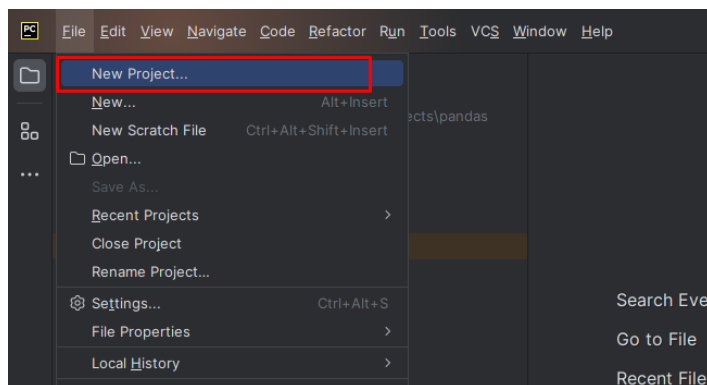 PC File Edit View Navigate Code Refactor Run Tools VCS Window Help
New Project...
New... Alt+Insert
ects\pandas
New Scratch File Ctrl+Alt+Shift+Insert
Open...
Save As...
Recent Projects
Close Project
Rename Project...
Settings... Ctrl+Alt+S
Search Eve
File Properties
Go to File
Local History
Recent File